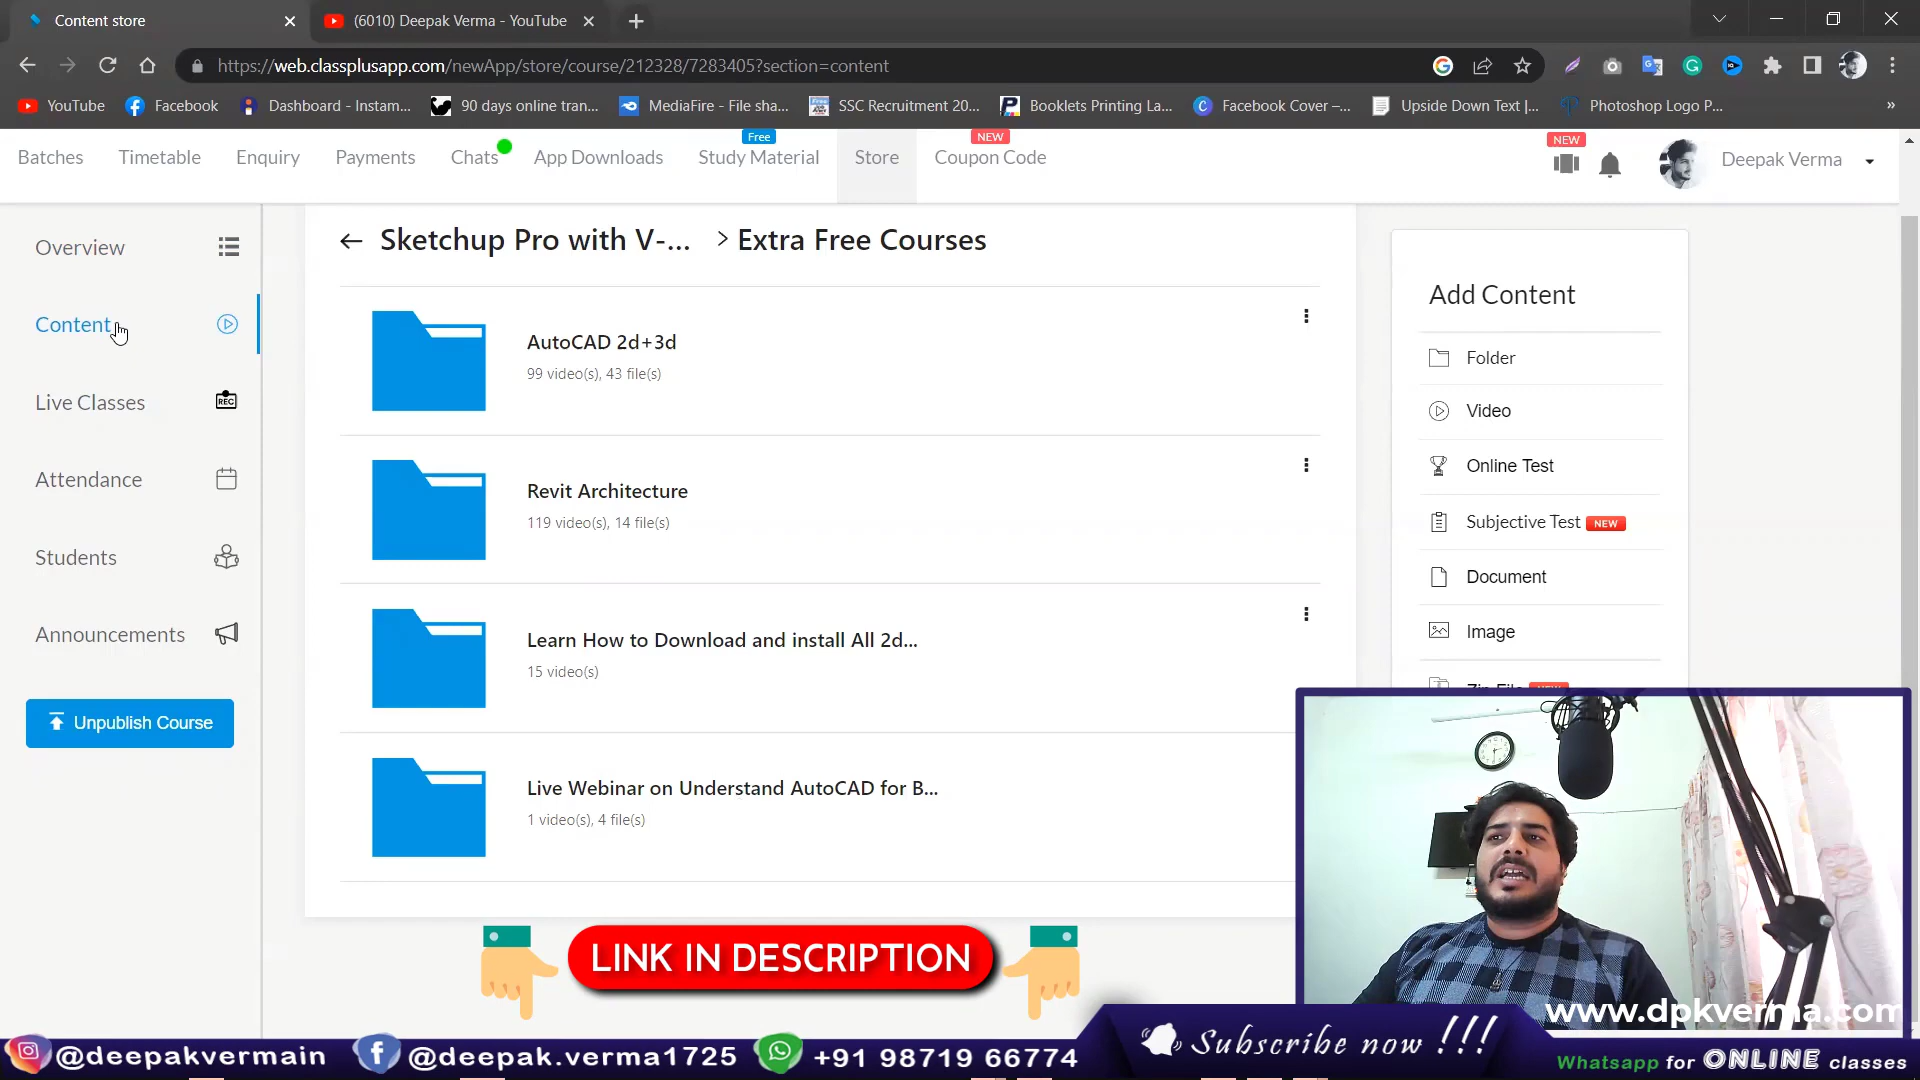 Content store
(6010) Deepak Verma - YouTube
https://web.classplusapp.com/newApp/store/course/212328/7283405?section=content
YouTube
Facebook
Dashboard - Instam...
90 days online tran...
MediaFire - File sha...
SSC Recruitment 20...
Booklets Printing La...
Facebook Cover –...
Upside Down Text |...
Photoshop Logo P...
»
Batches
Timetable
Enquiry
Payments
Chats
App Downloads
Free
Study Material
Store
NEW
Coupon Code
NEW
Deepak Verma
Overview
Content
Live Classes
REC
Attendance
Students
Announcements
Unpublish Course
Sketchup Pro with V-... > Extra Free Courses
AutoCAD 2d+3d
99 video(s), 43 file(s)
Revit Architecture
119 video(s), 14 file(s)
Learn How to Download and install All 2d...
15 video(s)
Live Webinar on Understand AutoCAD for B...
1 video(s), 4 file(s)
Add Content
Folder
Video
Online Test
Subjective Test NEW
Document
Image
LINK IN DESCRIPTION
www.dpkverma.com
@deepakvermain
@deepak.verma1725
+91 98719 66774
Subscribe now !!!
Whatsapp for ONLINE classes